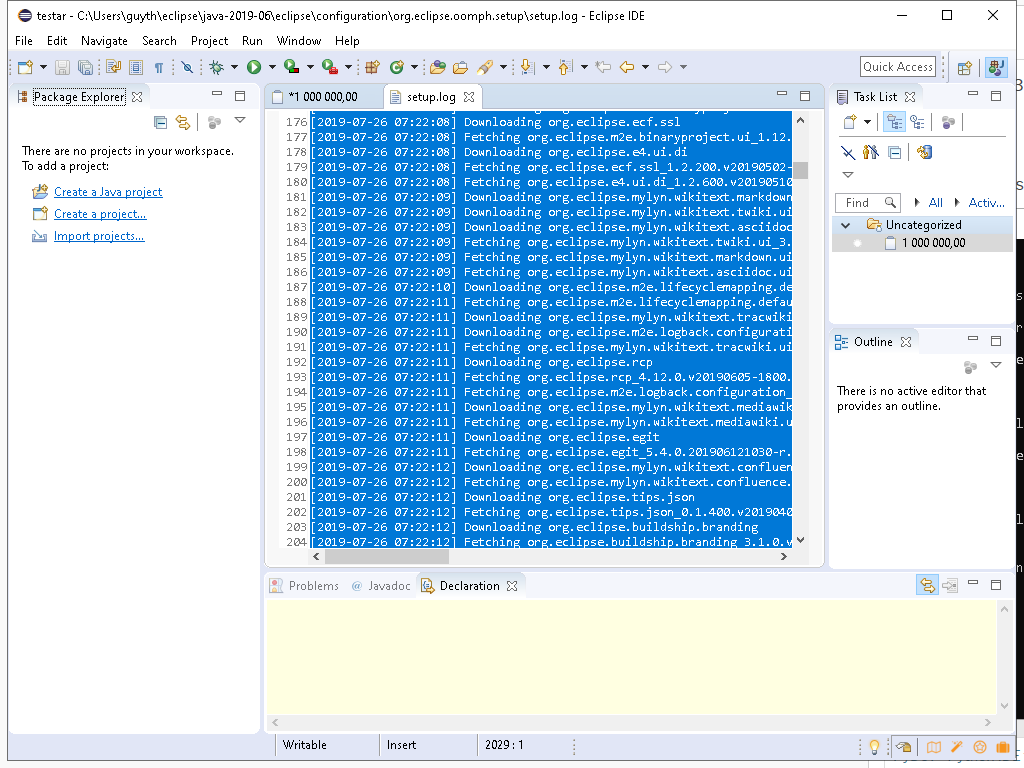 testar - C:\Users\guyth\eclipse\java-2019-06\eclipse\configuration\org.eclipse.oomph.setup\setup.log - Eclipse IDE
File Edit Navigate Search Project Run Window Help
Quick Access
Package Explorer
There are no projects in your workspace.
To add a project:
Create a Java project
Create a project...
Import projects...
*1 000 000,00 setup.log
176 [2019-07-26 07:22:08] Downloading org.eclipse.ecf.ssl
177 [2019-07-26 07:22:08] Fetching org.eclipse.m2e.binaryproject.ui_1.12.
178 [2019-07-26 07:22:08] Downloading org.eclipse.e4.ui.di
179 [2019-07-26 07:22:08] Fetching org.eclipse.ecf.ssl_1.2.200.v20190502-
180 [2019-07-26 07:22:08] Fetching org.eclipse.e4.ui.di_1.2.600.v20190510
181 [2019-07-26 07:22:09] Downloading org.eclipse.mylyn.wikitext.markdown
182 [2019-07-26 07:22:09] Downloading org.eclipse.mylyn.wikitext.twiki.ui
183 [2019-07-26 07:22:09] Downloading org.eclipse.mylyn.wikitext.asciidoc
184 [2019-07-26 07:22:09] Fetching org.eclipse.mylyn.wikitext.twiki.ui_3.
185 [2019-07-26 07:22:09] Fetching org.eclipse.mylyn.wikitext.markdown.ui
186 [2019-07-26 07:22:09] Fetching org.eclipse.mylyn.wikitext.asciidoc.ui
187 [2019-07-26 07:22:10] Downloading org.eclipse.m2e.lifecyclemapping.de
188 [2019-07-26 07:22:11] Fetching org.eclipse.m2e.lifecyclemapping.defau
189 [2019-07-26 07:22:11] Downloading org.eclipse.mylyn.wikitext.tracwiki
190 [2019-07-26 07:22:11] Downloading org.eclipse.m2e.logback.configurati
191 [2019-07-26 07:22:11] Fetching org.eclipse.mylyn.wikitext.tracwiki.ui
192 [2019-07-26 07:22:11] Downloading org.eclipse.rcp
193 [2019-07-26 07:22:11] Fetching org.eclipse.rcp_4.12.0.v20190605-1800.
194 [2019-07-26 07:22:11] Fetching org.eclipse.m2e.logback.configuration_
195 [2019-07-26 07:22:11] Downloading org.eclipse.mylyn.wikitext.mediawik
196 [2019-07-26 07:22:11] Fetching org.eclipse.mylyn.wikitext.mediawiki.u
197 [2019-07-26 07:22:11] Downloading org.eclipse.egit
198 [2019-07-26 07:22:11] Fetching org.eclipse.egit_5.4.0.201906121030-r.
199 [2019-07-26 07:22:12] Downloading org.eclipse.mylyn.wikitext.confluen
200 [2019-07-26 07:22:12] Fetching org.eclipse.mylyn.wikitext.confluence.
201 [2019-07-26 07:22:12] Downloading org.eclipse.tips.json
202 [2019-07-26 07:22:12] Fetching org.eclipse.tips.json_0.1.400.v2019040
203 [2019-07-26 07:22:12] Downloading org.eclipse.buildship.branding
204 [2019-07-26 07:22:12] Fetching org.eclipse.buildship.branding_3.1.0.v
Task List
Find All Activ...
Uncategorized
1 000 000,00
Outline
There is no active editor that
provides an outline.
Problems @ Javadoc Declaration
Writable Insert 2029 : 1